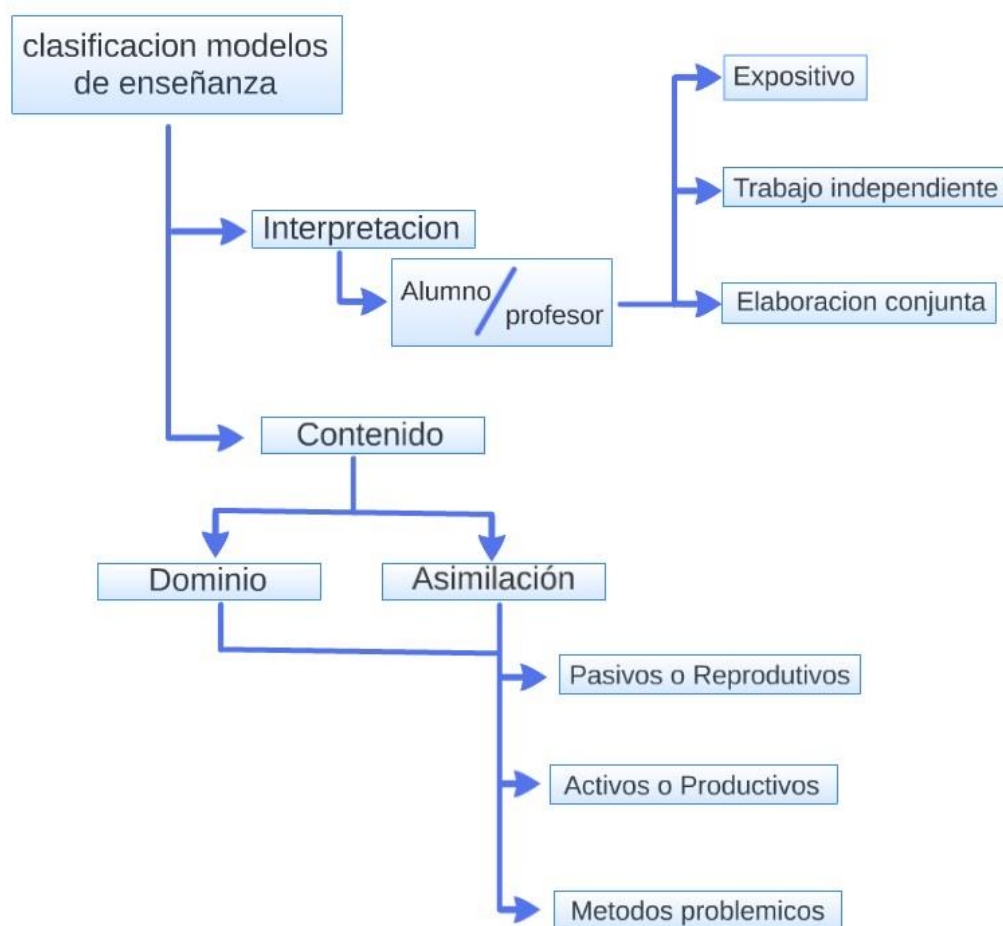 clasificacion modelos
de enseñanza
Expositivo
Trabajo independiente
Interpretacion
Alumno
profesor
Elaboracion conjunta
Contenido
Dominio
Asimilación
Pasivos o Reprodutivos
Activos o Productivos
Metodos problemicos